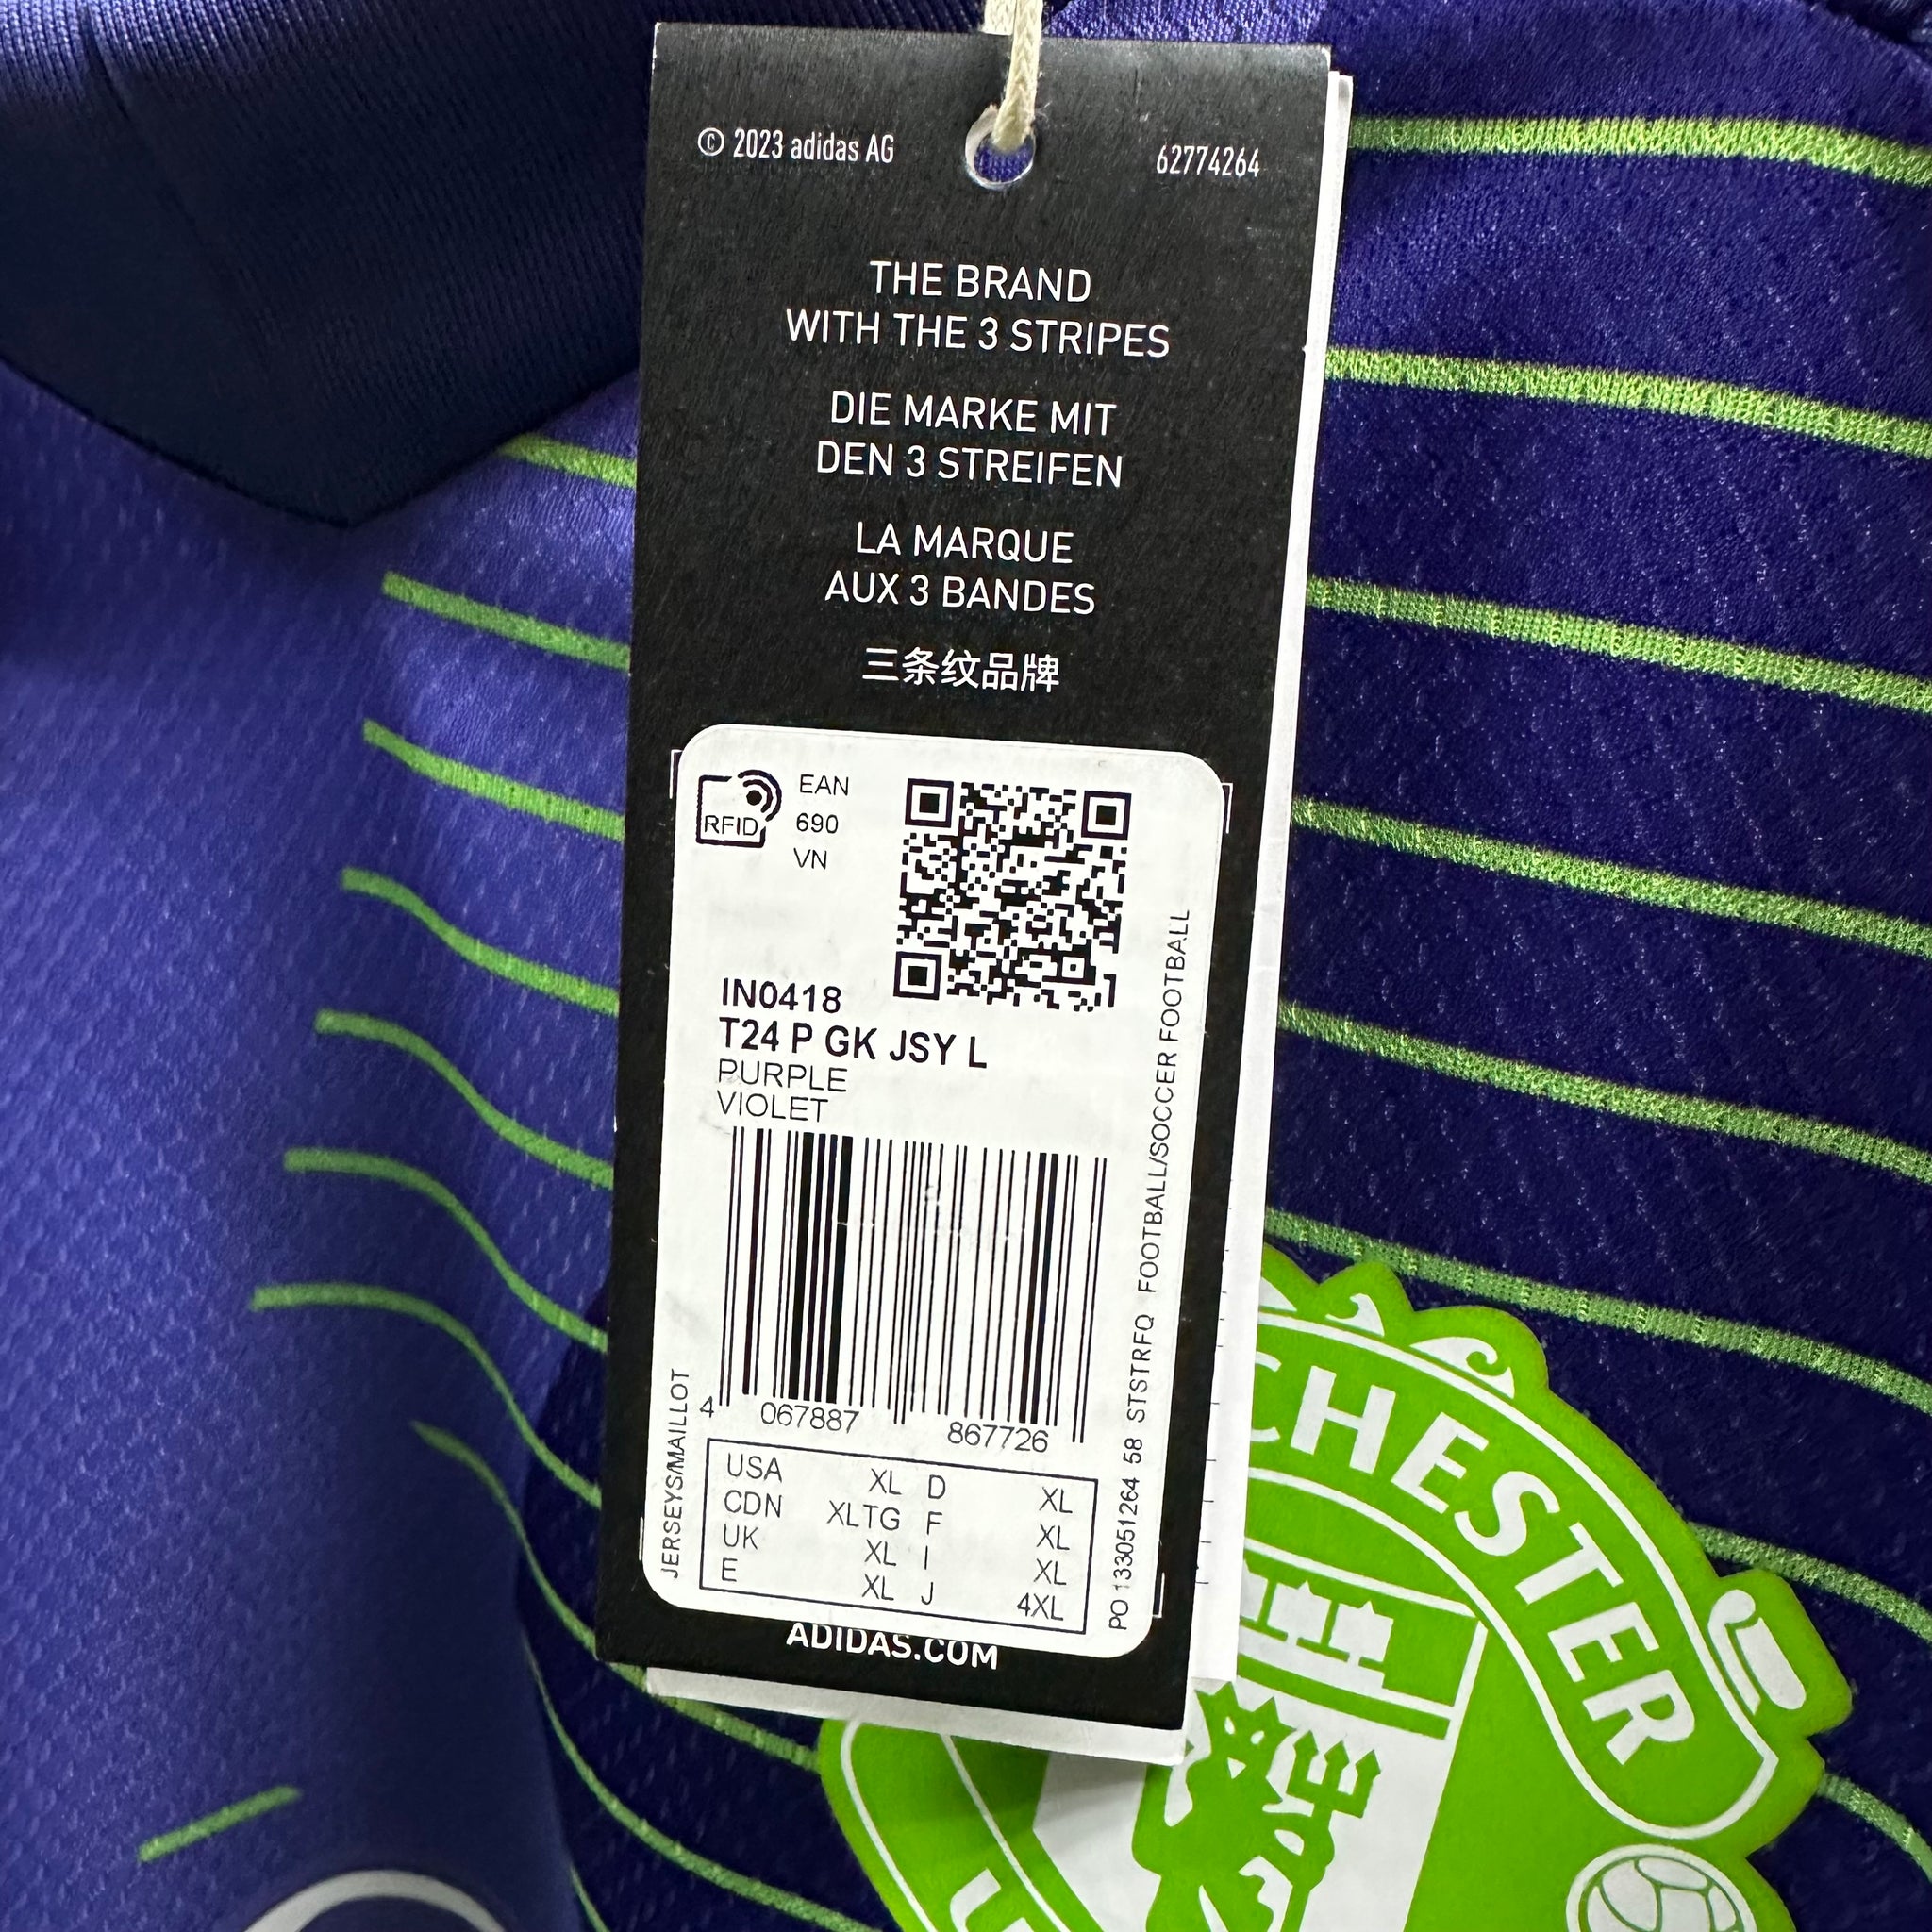 © 2023 adidas AG
62774264
THE BRAND
WITH THE 3 STRIPES
DIE MARKE MIT
DEN 3 STREIFEN
LA MARQUE
AUX 3 BANDES
三条纹品牌
RFID
EAN
690
VN
IN0418
T24 P GK JSY L
PURPLE
VIOLET
4 067887 867726
JERSEYS/MAILLOT
PO 133051264 58 STSTRFQ FOOTBALL/SOCCER FOOTBALL
USA XL D XL
CDN XLTG F XL
UK XL I XL
E XL J 4XL
ADIDAS.COM
CHESTER